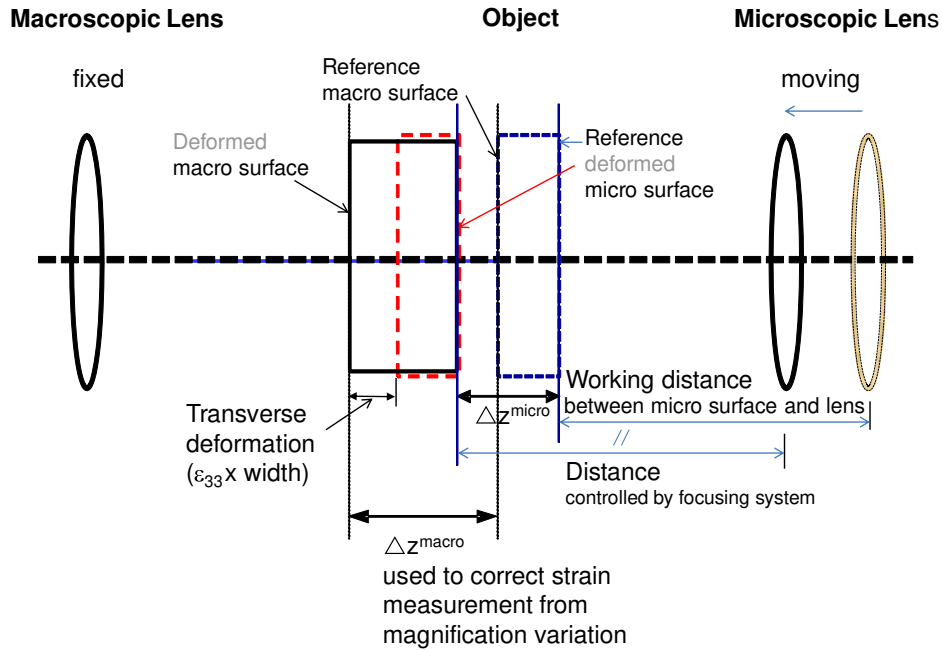 Macroscopic Lens
Object
Microscopic Lens
fixed
Reference
macro surface
moving
Deformed
macro surface
Reference
deformed
micro surface
Transverse
deformation
(ε33 x width)
△z^micro
Working distance
between micro surface and lens
//
Distance
controlled by focusing system
△z^macro
used to correct strain
measurement from
magnification variation